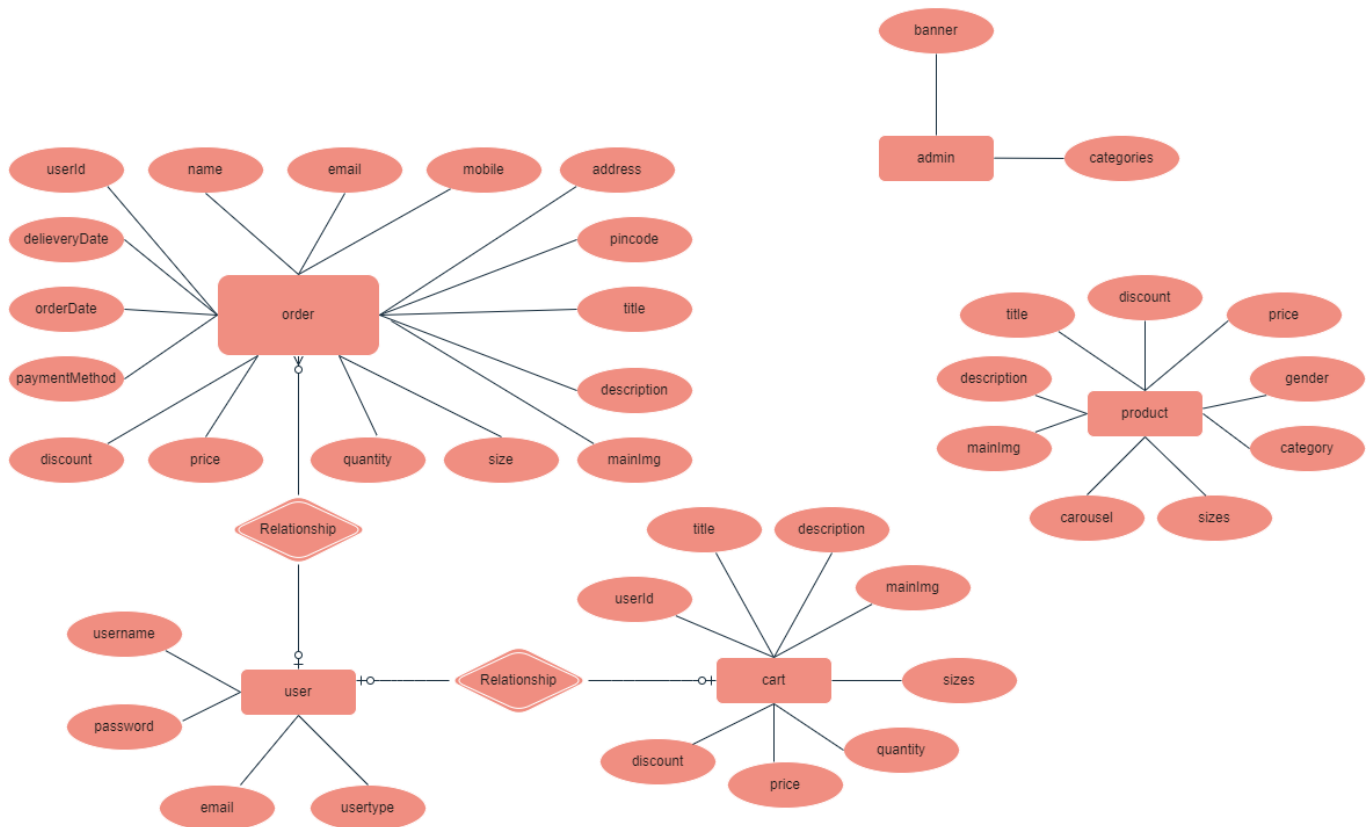 banner
admin
categories
userId
name
email
mobile
address
delieveryDate
pincode
orderDate
order
title
paymentMethod
description
discount
price
quantity
size
mainImg
Relationship
title
discount
price
description
gender
product
mainImg
category
carousel
sizes
title
description
userId
mainImg
username
user
Relationship
cart
sizes
password
discount
price
quantity
email
usertype